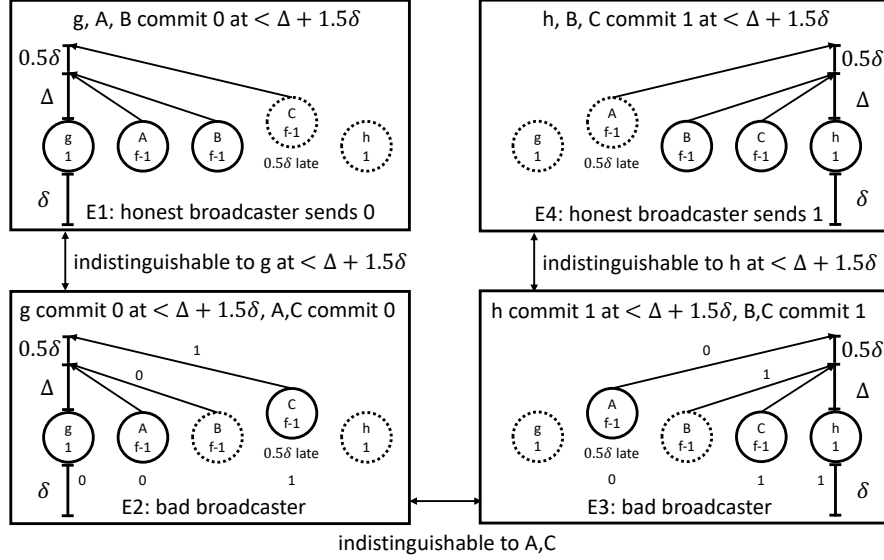 g, A, B commit 0 at < Δ + 1.5δ
0.5δ
Δ
g
1
A
f-1
B
f-1
C
f-1
0.5δ late
h
1
δ
E1: honest broadcaster sends 0
h, B, C commit 1 at < Δ + 1.5δ
0.5δ
Δ
g
1
A
f-1
0.5δ late
B
f-1
C
f-1
h
1
δ
E4: honest broadcaster sends 1
indistinguishable to g at < Δ + 1.5δ
indistinguishable to h at < Δ + 1.5δ
g commit 0 at < Δ + 1.5δ, A,C commit 0
0.5δ
1
0
Δ
g
1
A
f-1
B
f-1
C
f-1
0.5δ late
h
1
δ
0
0
1
E2: bad broadcaster
h commit 1 at < Δ + 1.5δ, B,C commit 1
0.5δ
0
1
Δ
g
1
A
f-1
0.5δ late
B
f-1
C
f-1
h
1
δ
0
1
1
E3: bad broadcaster
indistinguishable to A,C